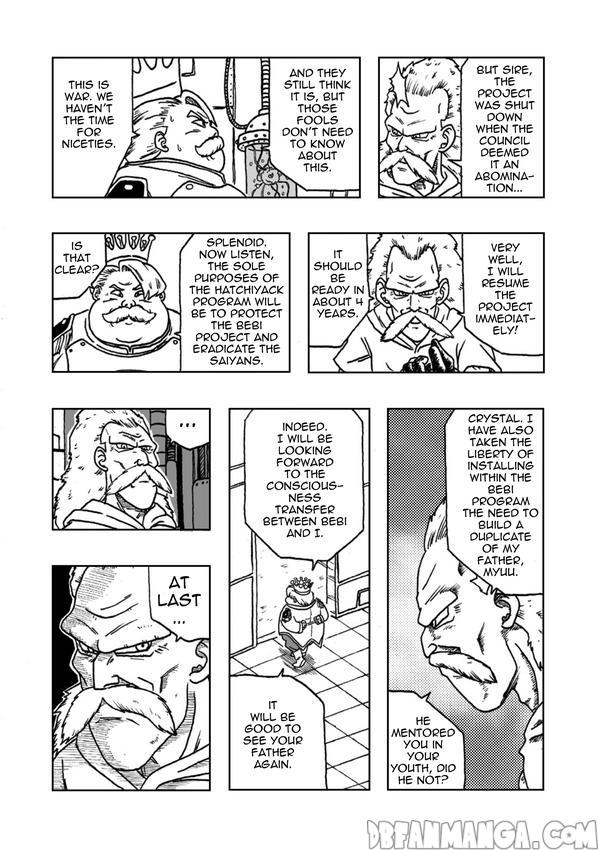 BUT SIRE,
THE
PROJECT
WAS SHUT
DOWN
WHEN THE
COUNCIL
DEEMED
IT AN
ABOMINA-
TION...
AND THEY
STILL THINK
IT IS, BUT
THOSE
FOOLS
DON'T NEED
TO KNOW
ABOUT
THIS.
THIS IS
WAR. WE
HAVEN'T
THE TIME
FOR
NICETIES.
VERY
WELL,
I WILL
RESUME
THE
PROJECT
IMMEDIAT-
ELY!
IT
SHOULD
BE
READY IN
ABOUT 4
YEARS.
SPLENDID.
NOW LISTEN,
THE SOLE
PURPOSES OF
THE HATCHIYACK
PROGRAM WILL
BE TO PROTECT
THE BEBI
PROJECT AND
ERADICATE THE
SAIYANS.
IS
THAT
CLEAR?
CRYSTAL. I
HAVE ALSO
TAKEN THE
LIBERTY OF
INSTALLING
WITHIN THE
BEBI
PROGRAM
THE NEED TO
BUILD A
DUPLICATE
OF MY
FATHER,
MYUU.
HE
MENTORED
YOU IN
YOUR
YOUTH, DID
HE NOT?
INDEED.
I WILL BE
LOOKING
FORWARD
TO THE
CONSCIOUS-
NESS
TRANSFER
BETWEEN BEBI
AND I.
IT
WILL BE
GOOD TO
SEE YOUR
FATHER
AGAIN.
...
AT
LAST
...
DBFANMANGA.COM